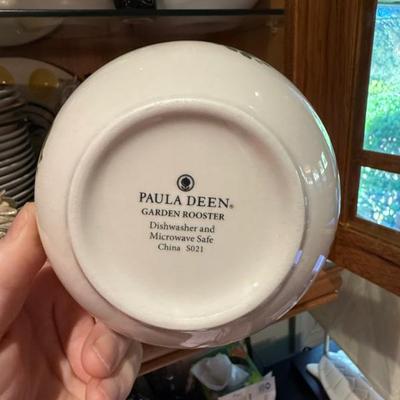 PAULA DEEN®
GARDEN ROOSTER
Dishwasher and
Microwave Safe
China S021